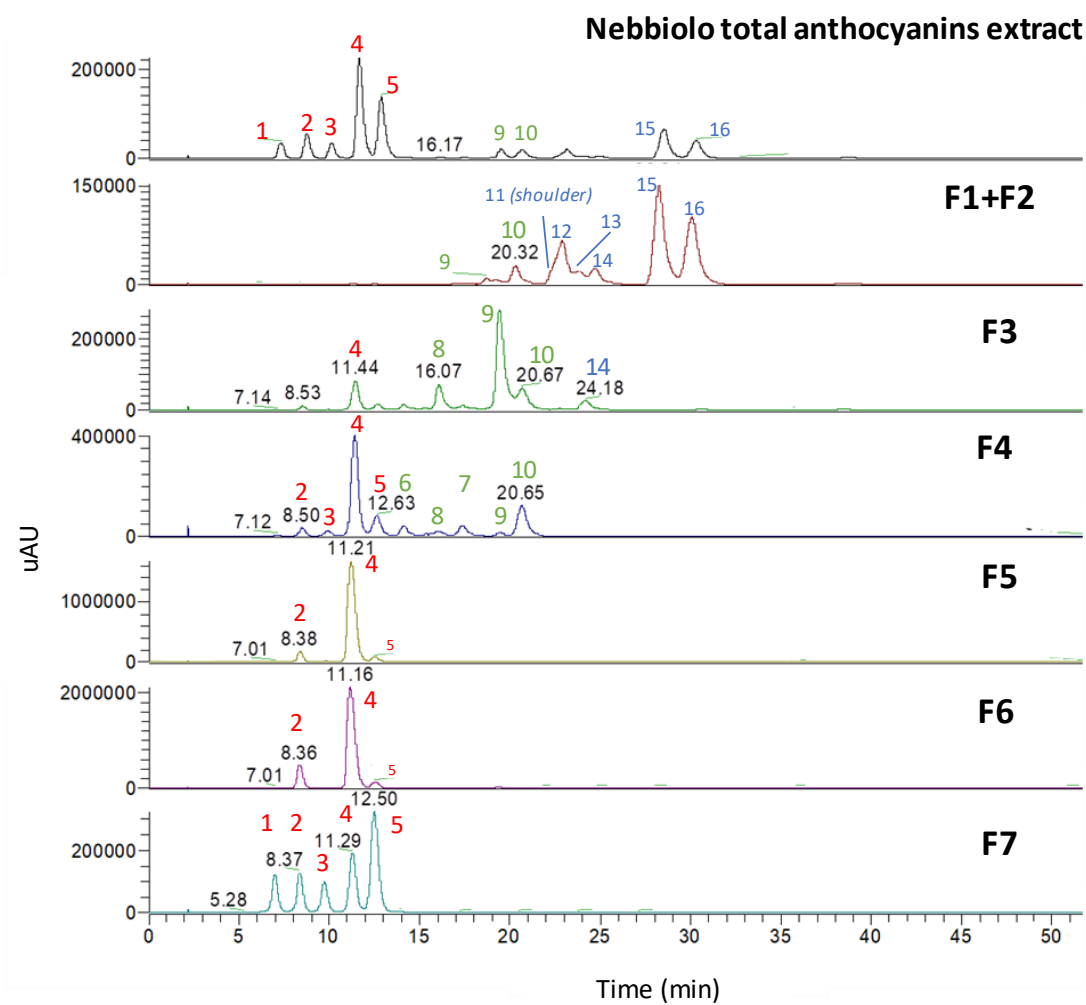 Nebbiolo total anthocyanins extract
200000
0
1 2 3 4 5 16.17 9 10 15 16
F1+F2
150000
0
9 10 20.32 11 (shoulder) 12 13 14 15 16
F3
200000
0
7.14 8.53 4 11.44 8 16.07 9 10 20.67 14 24.18
F4
400000
0
7.12 2 8.50 3 4 5 12.63 6 8 7 9 10 20.65
F5
1000000
0
7.01 2 8.38 11.21 4 5
F6
2000000
0
7.01 2 8.36 11.16 4 5
F7
200000
0
5.28 1 2 8.37 3 4 11.29 12.50 5
uAU
0 5 10 15 20 25 30 35 40 45 50
Time (min)